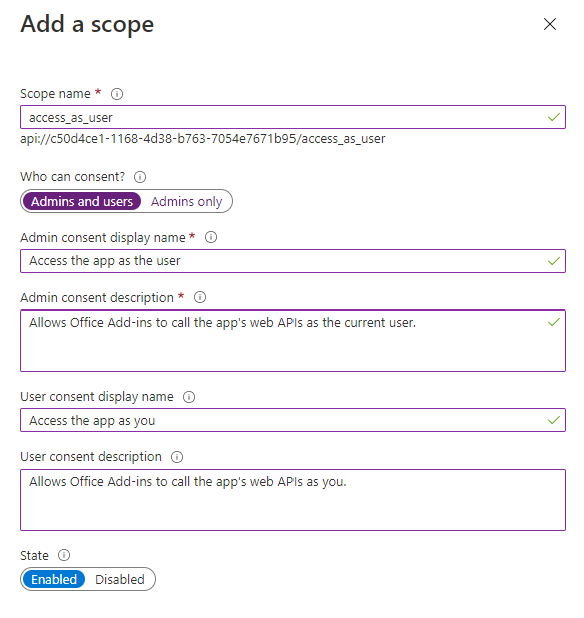 Add a scope
Scope name *
access_as_user
api://c50d4ce1-1168-4d38-b763-7054e7671b95/access_as_user
Who can consent?
Admins and users Admins only
Admin consent display name *
Access the app as the user
Admin consent description *
Allows Office Add-ins to call the app's web APIs as the current user.
User consent display name
Access the app as you
User consent description
Allows Office Add-ins to call the app's web APIs as you.
State
Enabled Disabled